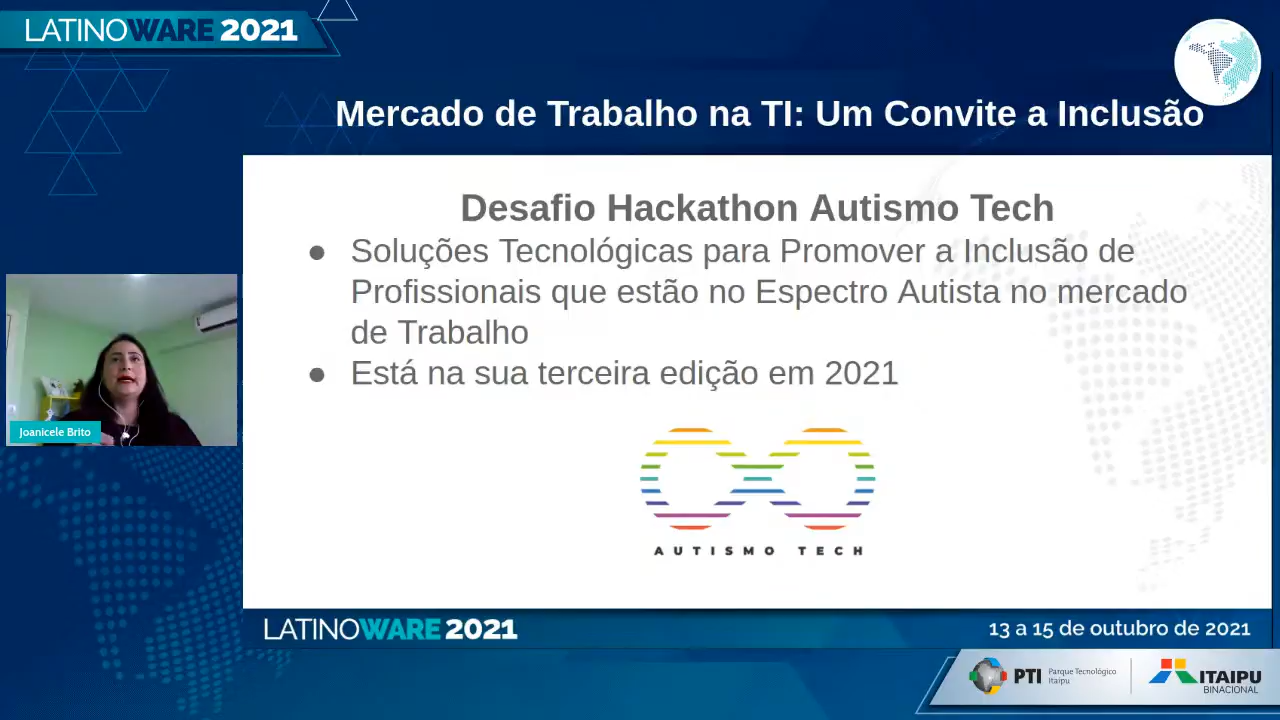 LATINOWARE 2021
Mercado de Trabalho na TI: Um Convite a Inclusão
Desafio Hackathon Autismo Tech
● Soluções Tecnológicas para Promover a Inclusão de
Profissionais que estão no Espectro Autista no mercado
de Trabalho
● Está na sua terceira edição em 2021
Joanicele Brito
AUTISMO TECH
LATINOWARE 2021
13 a 15 de outubro de 2021
PTI Parque Tecnológico
Itaipu
ITAIPU
BINACIONAL